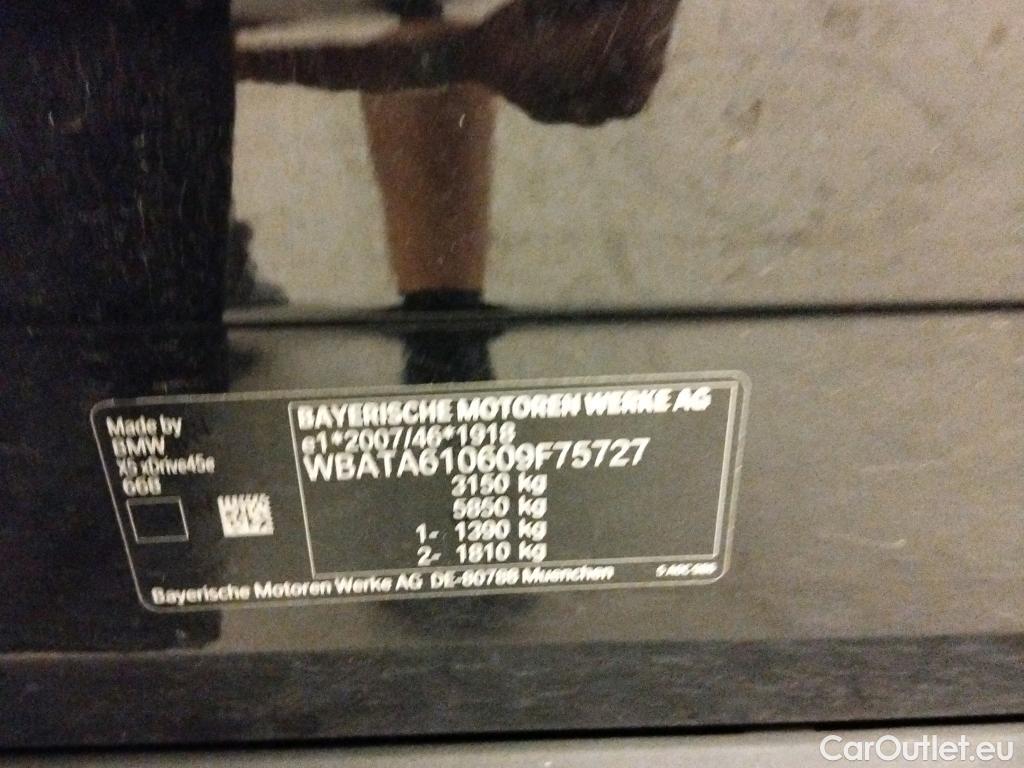 Made by
BMW
X5 xDrive45e
BAYERISCHE MOTOREN WERKE AG
e1*2007/46*1918
WBATA610609F75727
3150 kg
5850 kg
1- 1390 kg
2- 1810 kg
Bayerische Motoren Werke AG DE-80788 Muenchen
CarOutlet.eu